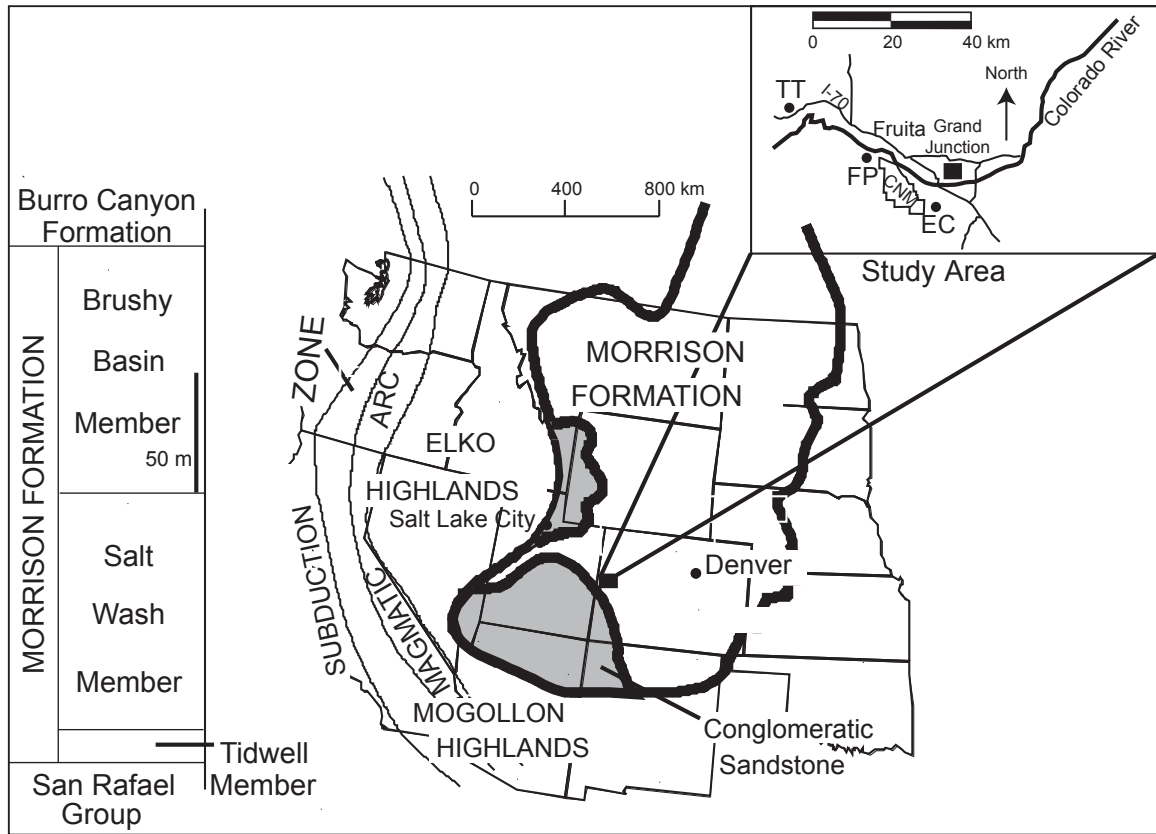 Burro Canyon
Formation
MORRISON FORMATION
Brushy
Basin
Member
50 m
Salt
Wash
Member
Tidwell
Member
San Rafael
Group
0 400 800 km
ZONE
SUBDUCTION
ARC
MAGMATIC
ELKO
HIGHLANDS
Salt Lake City
MORRISON
FORMATION
Denver
MOGOLLON
HIGHLANDS
Conglomeratic
Sandstone
0 20 40 km
North
Colorado River
TT
I-70
Fruita
Grand
Junction
FP
CNM
EC
Study Area